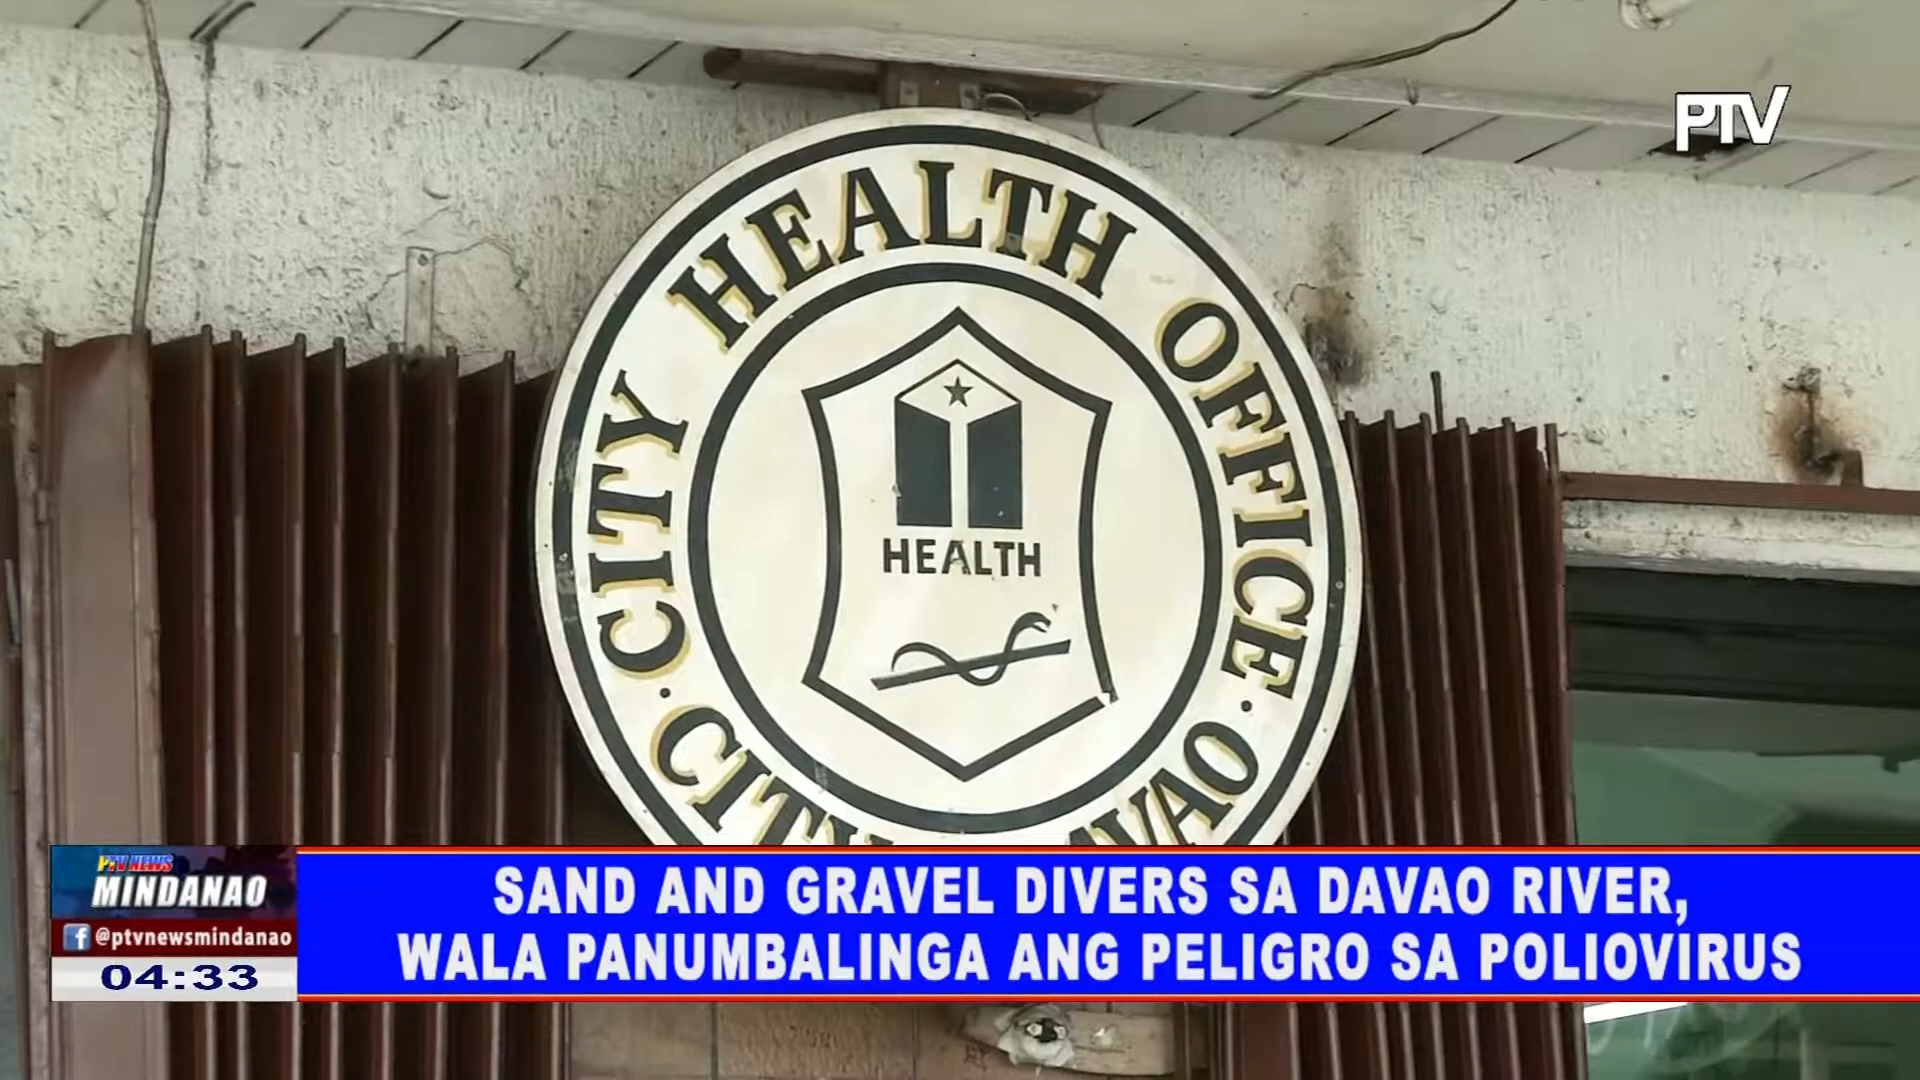 PTV
CITY HEALTH OFFICE
HEALTH
PTV NEWS
MINDANAO
@ptvnewsmindanao
04:33
SAND AND GRAVEL DIVERS SA DAVAO RIVER,
WALA PANUMBALINGA ANG PELIGRO SA POLIOVIRUS